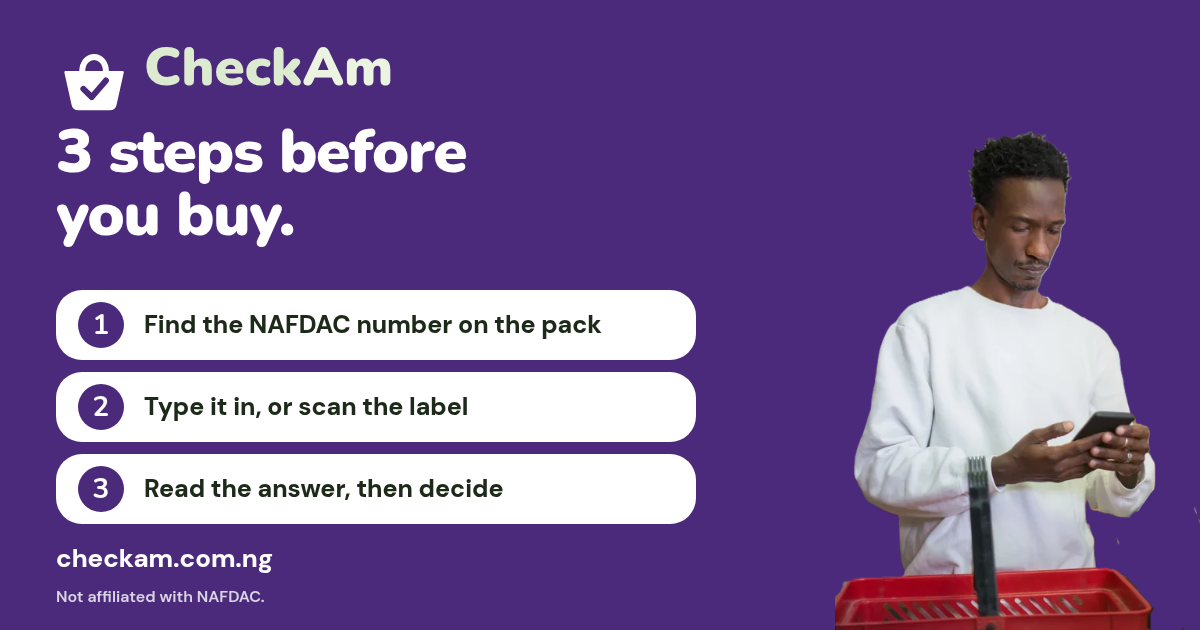 CheckAm
3 steps before
you buy.
1 Find the NAFDAC number on the pack
2 Type it in, or scan the label
3 Read the answer, then decide
checkam.com.ng
Not affiliated with NAFDAC.